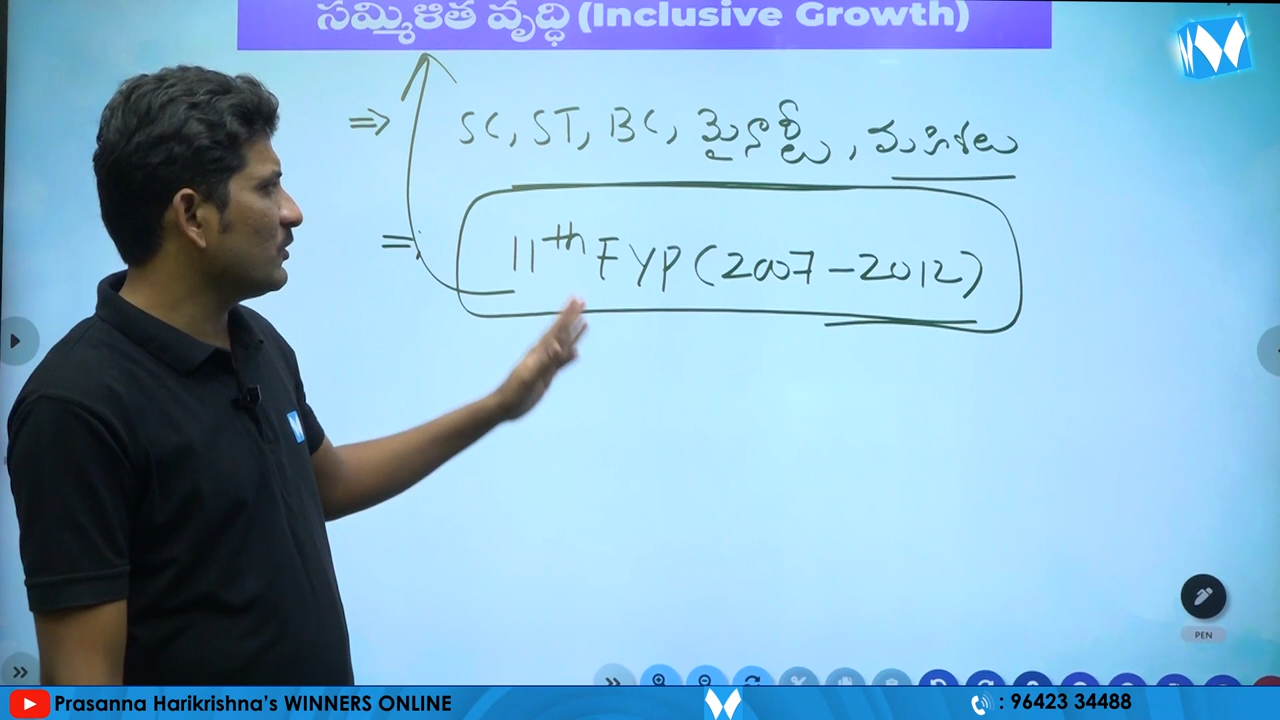 సమ్మిళిత వృద్ధి (Inclusive Growth)
⇒ SC, ST, BC, మైనార్టీ, మహిళలు
⇒ 11th FYP (2007-2012)
PEN
Prasanna Harikrishna's WINNERS ONLINE
: 96423 34488